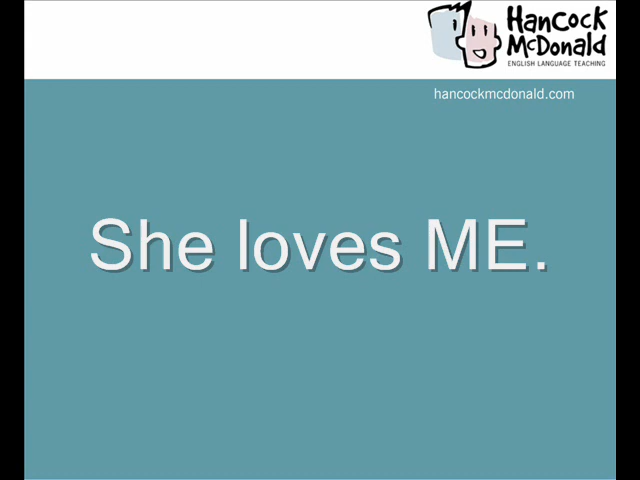 HanCock
McDonald
ENGLISH LANGUAGE TEACHING
hancockmcdonald.com
She loves ME.